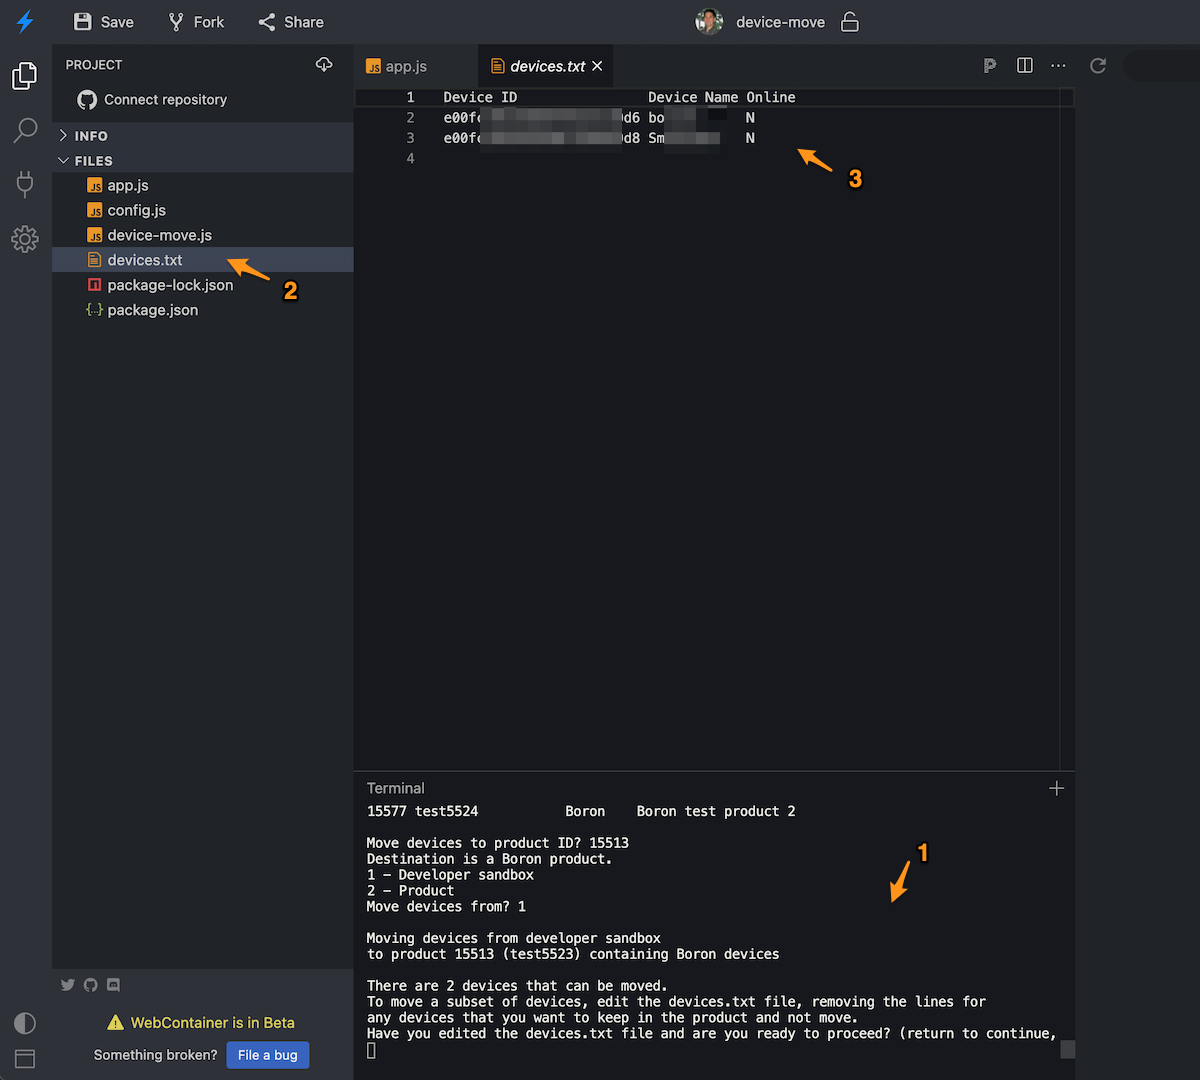 Save Fork Share device-move
PROJECT
Connect repository
INFO
FILES
JS app.js
JS config.js
JS device-move.js
devices.txt
package-lock.json
{..} package.json
2
WebContainer is in Beta
Something broken? File a bug
JS app.js devices.txt
1 Device ID Device Name Online
2 e00fc d6 bo N
3 e00fc d8 Sm N
4
3
Terminal
15577 test5524 Boron Boron test product 2
Move devices to product ID? 15513
Destination is a Boron product.
1 - Developer sandbox
2 - Product
Move devices from? 1
Moving devices from developer sandbox
to product 15513 (test5523) containing Boron devices
There are 2 devices that can be moved.
To move a subset of devices, edit the devices.txt file, removing the lines for
any devices that you want to keep in the product and not move.
Have you edited the devices.txt file and are you ready to proceed? (return to continue,
1